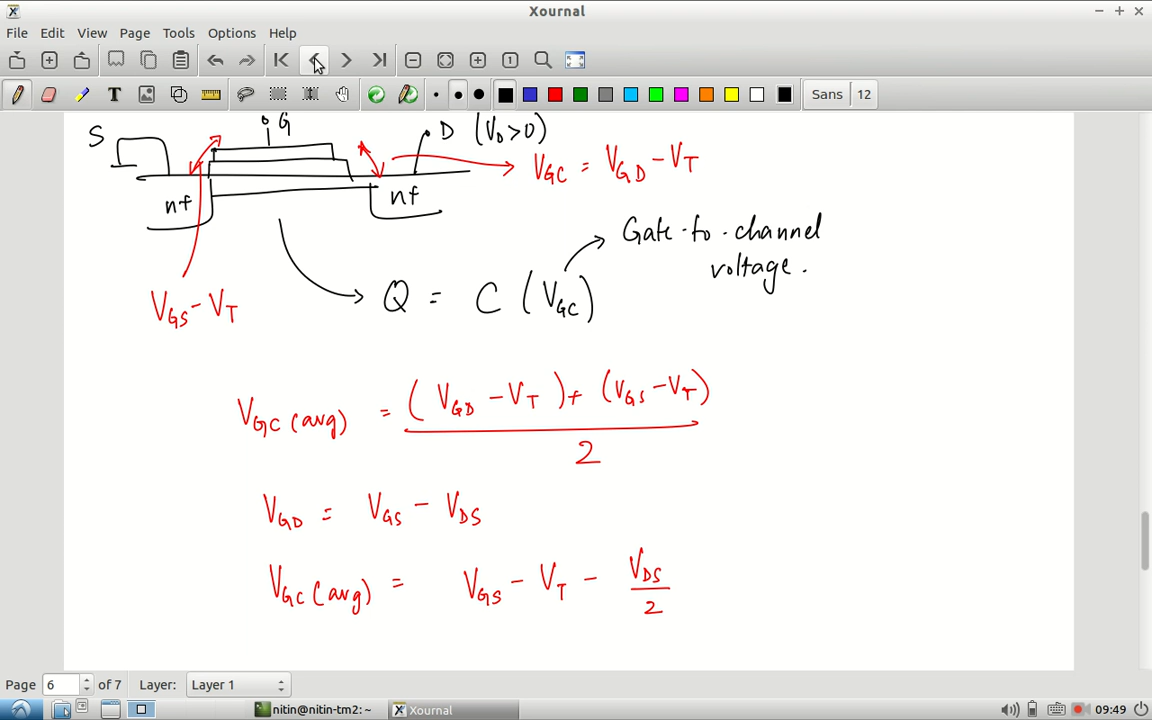 Xournal
File Edit View Page Tools Options Help
Sans 12
S G D (V_D>0)
V_GC = V_GD - V_T
n+ n+
Gate-to-channel
voltage.
V_GS - V_T
Q = C (V_GC)
V_GC(avg) = (V_GD - V_T) + (V_GS - V_T)
2
V_GD = V_GS - V_DS
V_GC(avg) = V_GS - V_T - V_DS
2
Page 6 of 7 Layer: Layer 1
nitin@nitin-tm2: ~ Xournal 09:49